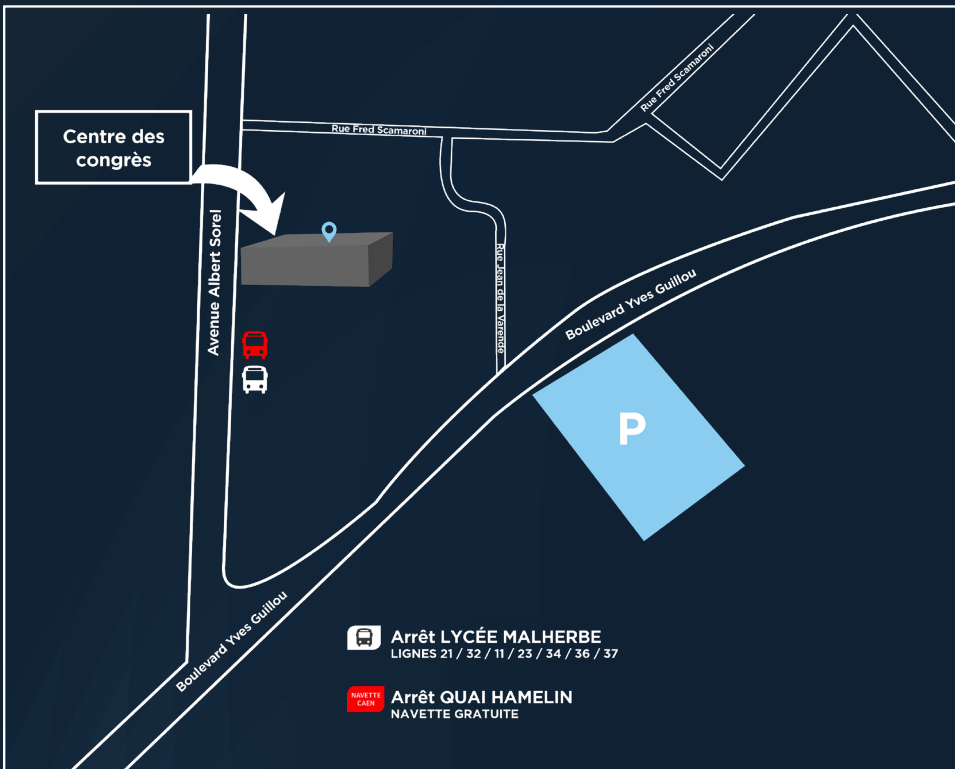 Rue Fred Scamaroni
Rue Fred Scamaroni
Centre des
congrès
Avenue Albert Sorel
Rue Jean de la Varende
Boulevard Yves Guillou
P
Boulevard Yves Guillou
Arrêt LYCÉE MALHERBE
LIGNES 21 / 32 / 11 / 23 / 34 / 36 / 37
NAVETTE
CAEN
Arrêt QUAI HAMELIN
NAVETTE GRATUITE